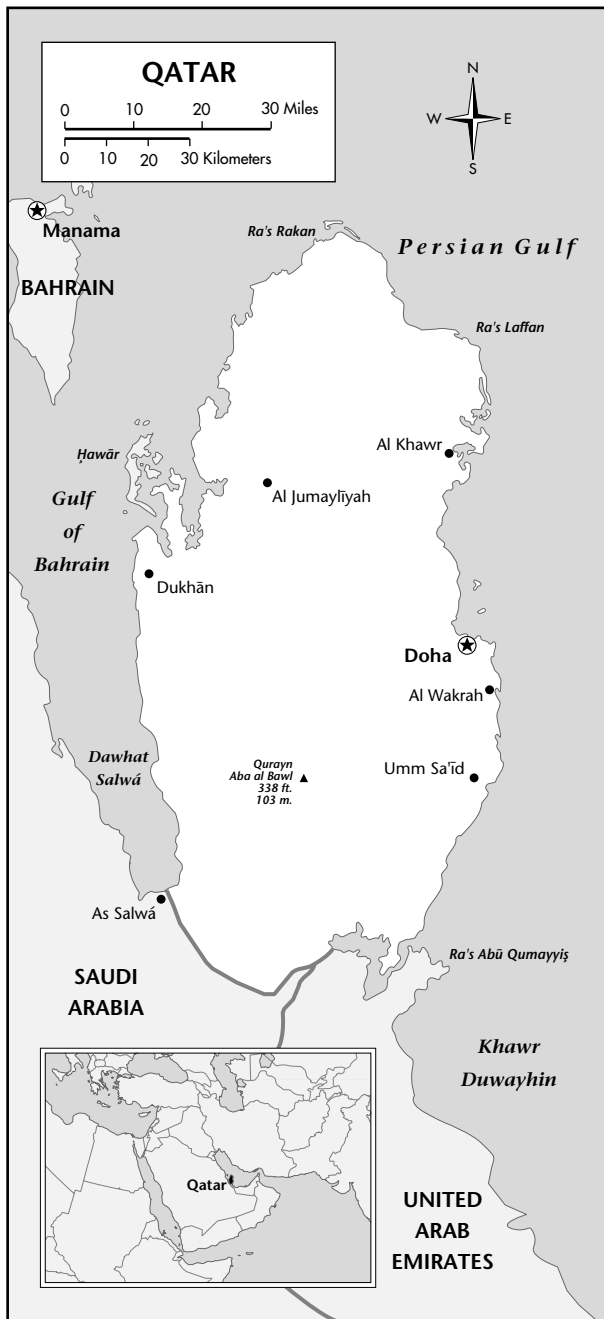 QATAR
0 10 20 30 Miles
0 10 20 30 Kilometers
N
W E
S
Manama
BAHRAIN
Ra's Rakan
Persian Gulf
Ra's Laffan
Al Khawr
Ḩawār
Al Jumaylīyah
Gulf
of
Bahrain
Dukhān
Doha
Al Wakrah
Dawhat
Salwá
Qurayn
Aba al Bawl
338 ft.
103 m.
Umm Sa'īd
As Salwá
Ra's Abū Qumayyiş
SAUDI
ARABIA
Khawr
Duwayhin
Qatar
UNITED
ARAB
EMIRATES